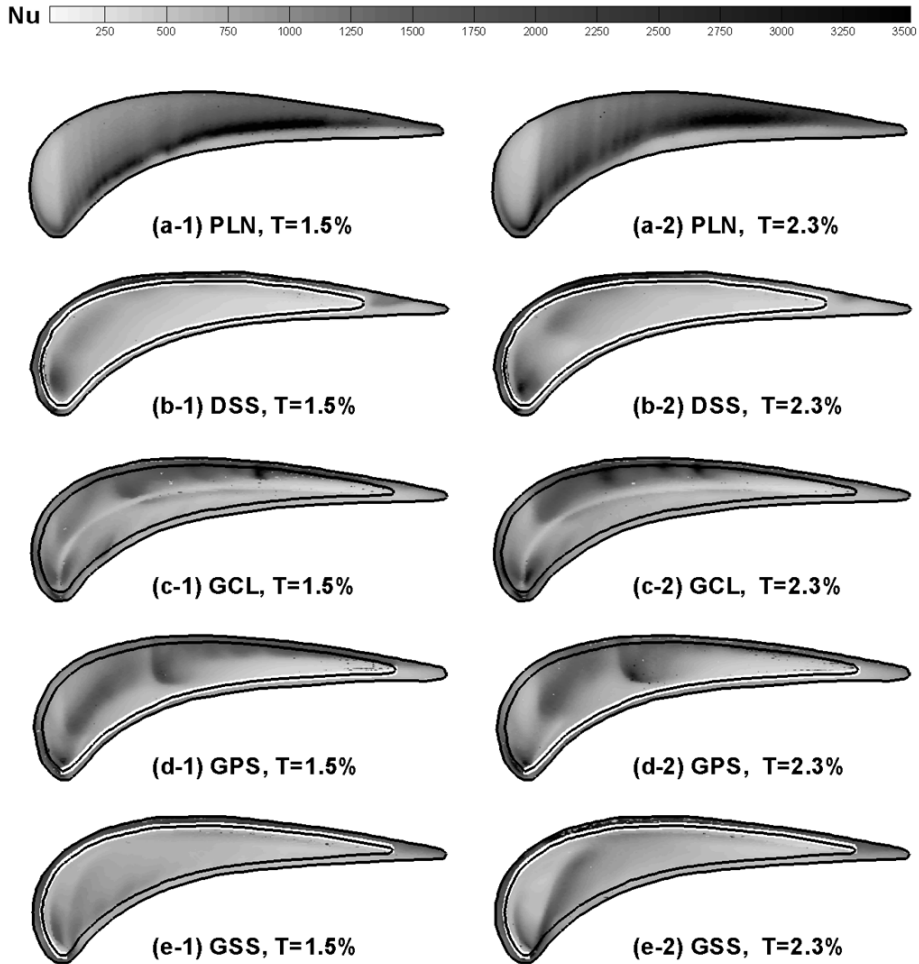 Nu
250 500 750 1000 1250 1500 1750 2000 2250 2500 2750 3000 3250 3500
(a-1) PLN, T=1.5% (a-2) PLN, T=2.3%
(b-1) DSS, T=1.5% (b-2) DSS, T=2.3%
(c-1) GCL, T=1.5% (c-2) GCL, T=2.3%
(d-1) GPS, T=1.5% (d-2) GPS, T=2.3%
(e-1) GSS, T=1.5% (e-2) GSS, T=2.3%